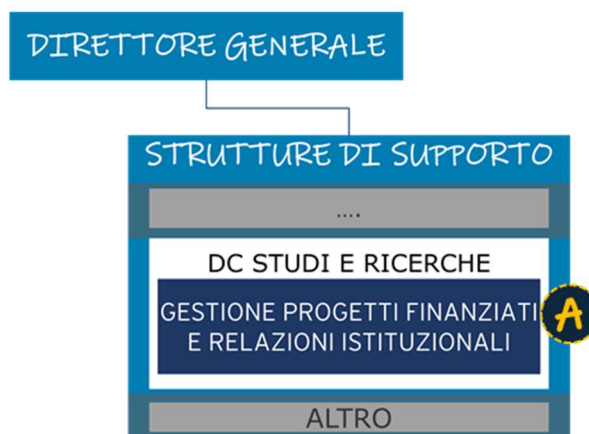 DIRETTORE GENERALE
STRUTTURE DI SUPPORTO
....
DC STUDI E RICERCHE
GESTIONE PROGETTI FINANZIATI
E RELAZIONI ISTITUZIONALI
A
ALTRO